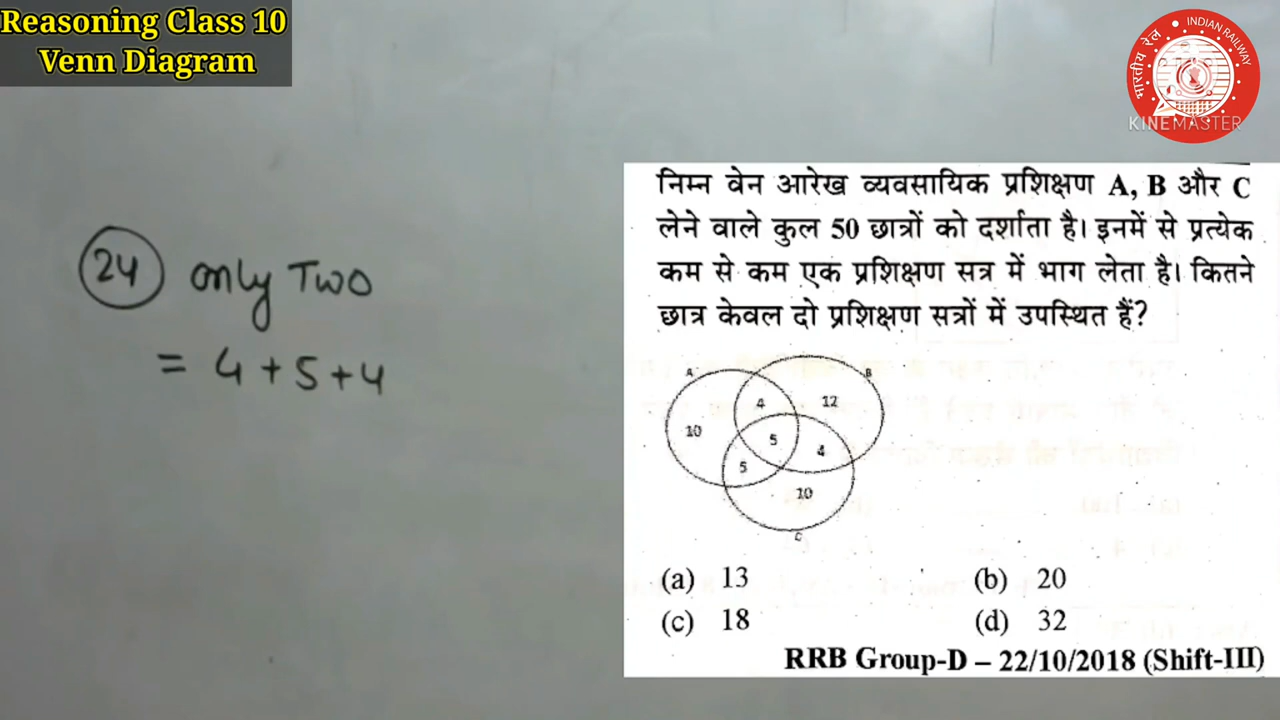 Reasoning Class 10
Venn Diagram
भारतीय रेल
INDIAN RAILWAY
KINEMASTER
24 only Two
= 4 + 5 + 4
निम्न वेन आरेख व्यवसायिक प्रशिक्षण A, B और C
लेने वाले कुल 50 छात्रों को दर्शाता है। इनमें से प्रत्येक
कम से कम एक प्रशिक्षण सत्र में भाग लेता है। कितने
छात्र केवल दो प्रशिक्षण सत्रों में उपस्थित हैं?
A
B
4
12
10
5
4
5
10
C
(a) 13 (b) 20
(c) 18 (d) 32
RRB Group-D – 22/10/2018 (Shift-III)